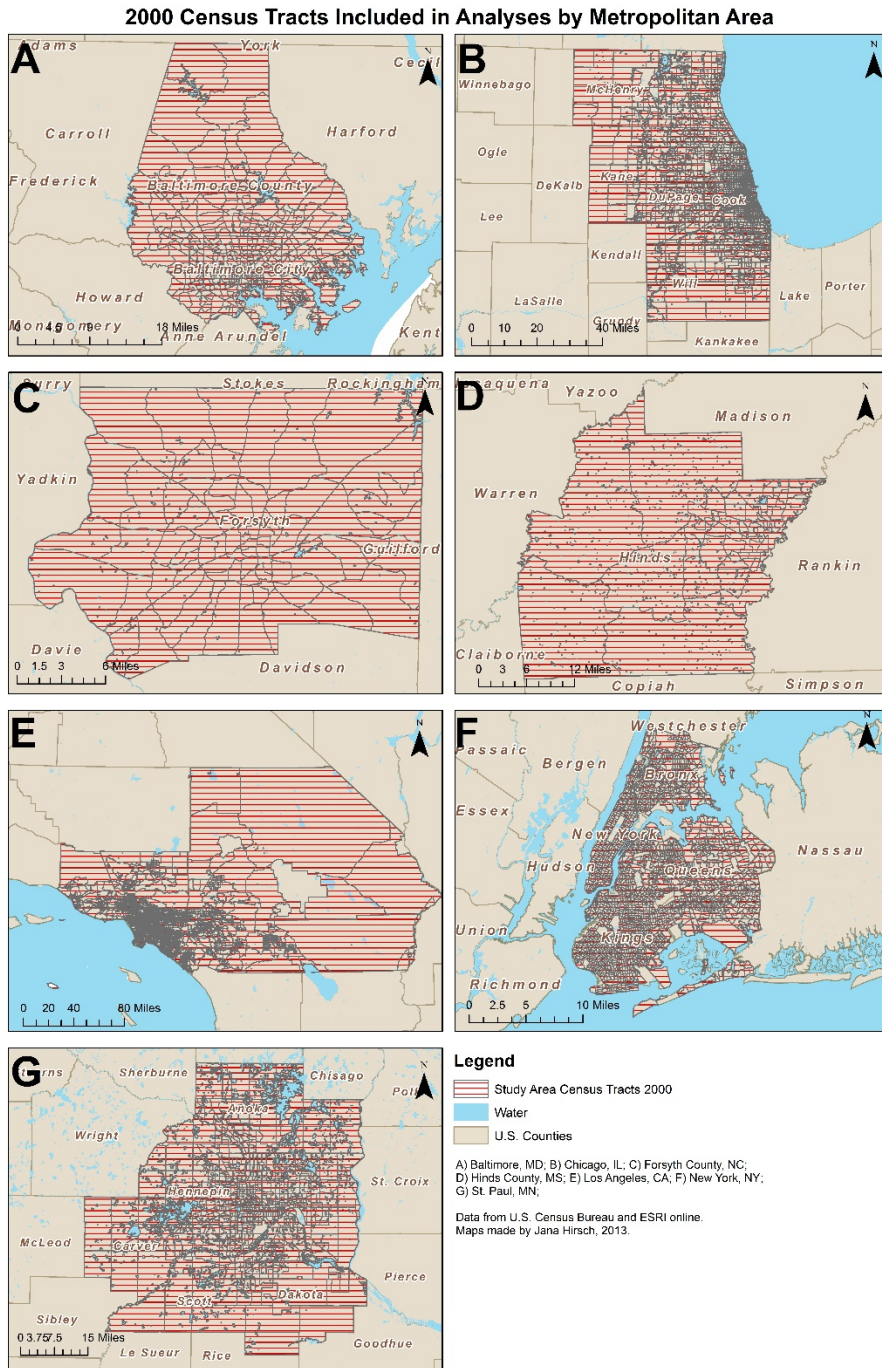 2000 Census Tracts Included in Analyses by Metropolitan Area
A
Adams
York
Cecil
N
Carroll
Harford
Frederick
Baltimore County
Baltimore City
Howard
Montgomery
0 4.5 9 18 Miles
Anne Arundel
Kent
B
N
Winnebago
McHenry
Ogle
DeKalb
Kane
DuPage
Cook
Lee
Kendall
LaSalle
Will
Lake
Porter
Grundy
0 10 20 40 Miles
Kankakee
C
Surry
Stokes
Rockingham
N
Yadkin
Forsyth
Guilford
Davie
0 1.5 3 6 Miles
Davidson
D
Yazoo
N
Madison
Warren
Hinds
Rankin
Claiborne
0 3 6 12 Miles
Copiah
Simpson
E
N
0 20 40 80 Miles
F
Westchester
N
Passaic
Bergen
Bronx
Essex
New York
Nassau
Hudson
Queens
Union
Kings
Richmond
0 2.5 5 10 Miles
G
Sherburne
Chisago
N
Polk
Anoka
Wright
Hennepin
St. Croix
McLeod
Carver
Pierce
Scott
Dakota
Sibley
0 3.75 7.5 15 Miles
Goodhue
Le Sueur
Rice
Legend
Study Area Census Tracts 2000
Water
U.S. Counties
A) Baltimore, MD; B) Chicago, IL; C) Forsyth County, NC;
D) Hinds County, MS; E) Los Angeles, CA; F) New York, NY;
G) St. Paul, MN;
Data from U.S. Census Bureau and ESRI online.
Maps made by Jana Hirsch, 2013.